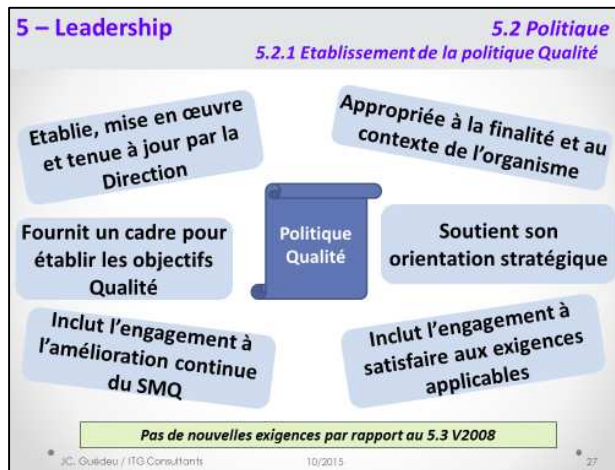 5 – Leadership
5.2 Politique
5.2.1 Etablissement de la politique Qualité
Etablie, mise en œuvre
et tenue à jour par la
Direction
Appropriée à la finalité et au
contexte de l'organisme
Fournit un cadre pour
établir les objectifs
Qualité
Politique
Qualité
Soutient son
orientation stratégique
Inclut l'engagement à
l'amélioration continue
du SMQ
Inclut l'engagement à
satisfaire aux exigences
applicables
Pas de nouvelles exigences par rapport au 5.3 V2008
JC. Guédeu / ITG Consultants
10/2015
27